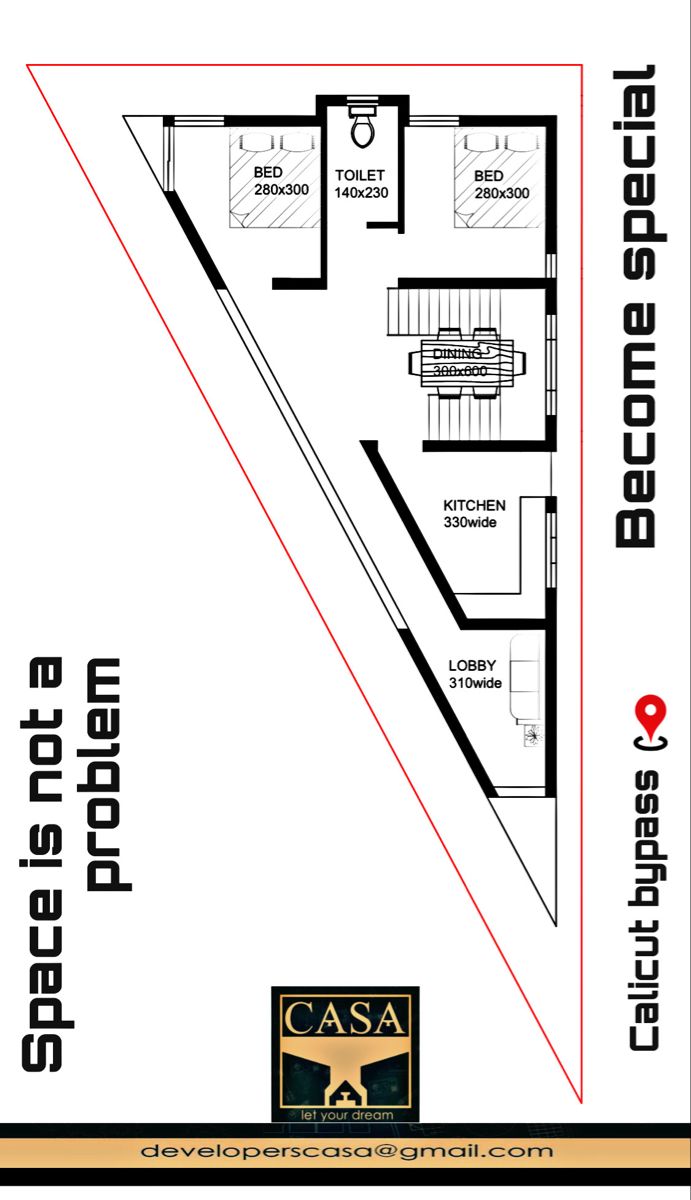 BED
280x300
TOILET
140x230
BED
280x300
DINING
300x600
KITCHEN
330wide
LOBBY
310wide
Become special
Space is not a
problem
Calicut bypass
CASA
let your dream
developerscasa@gmail.com